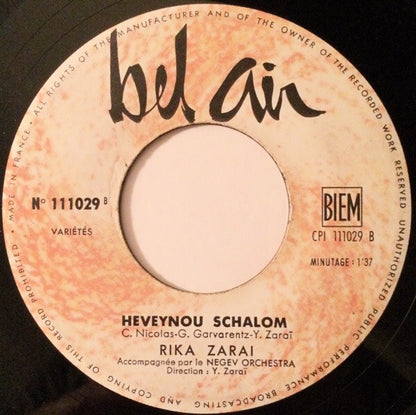 bel air
Nº 111029 B
VARIÉTÉS
BIEM
CPI 111029 B
MINUTAGE : 1'37
HEVEYNOU SCHALOM
C. Nicolas-G. Garvarentz-Y. Zaraï
RIKA ZARAI
Accompagnée par le NEGEV ORCHESTRA
Direction : Y. Zaraï
• MADE IN FRANCE • ALL RIGHTS OF THE MANUFACTURER AND OF THE OWNER OF THE RECORDED WORK RESERVED UNAUTHORIZED PUBLIC PERFORMANCE BROADCASTING AND COPYING OF THIS RECORD PROHIBITED